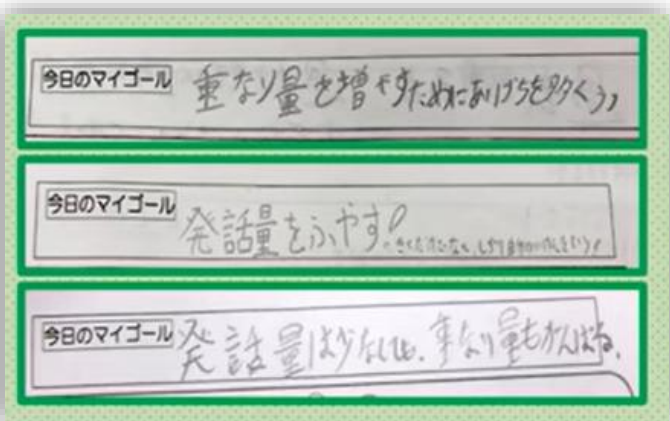 今日のマイゴール
重なり量を増やすためにあいづちを多くうつ
今日のマイゴール
発話量をふやす!
今日のマイゴール
発話量は少なくても、重なり量もがんばる。